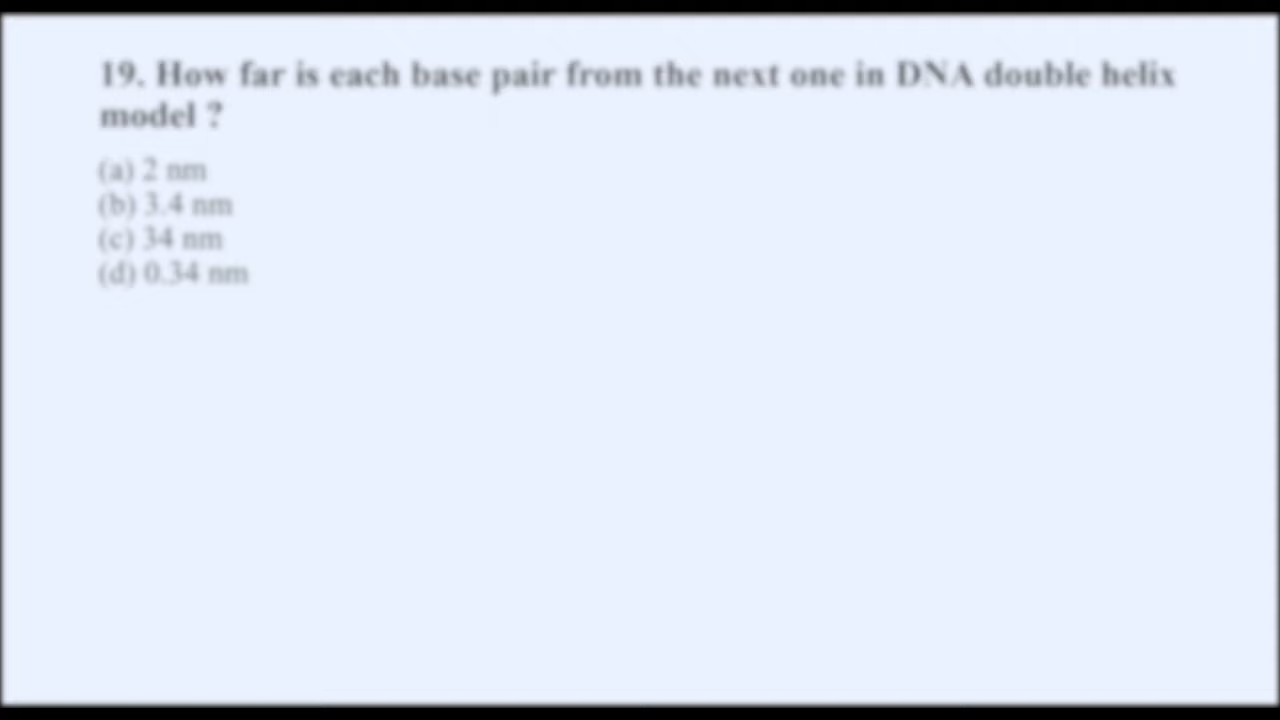 19. How far is each base pair from the next one in DNA double helix
model ?
(a) 2 nm
(b) 3.4 nm
(c) 34 nm
(d) 0.34 nm